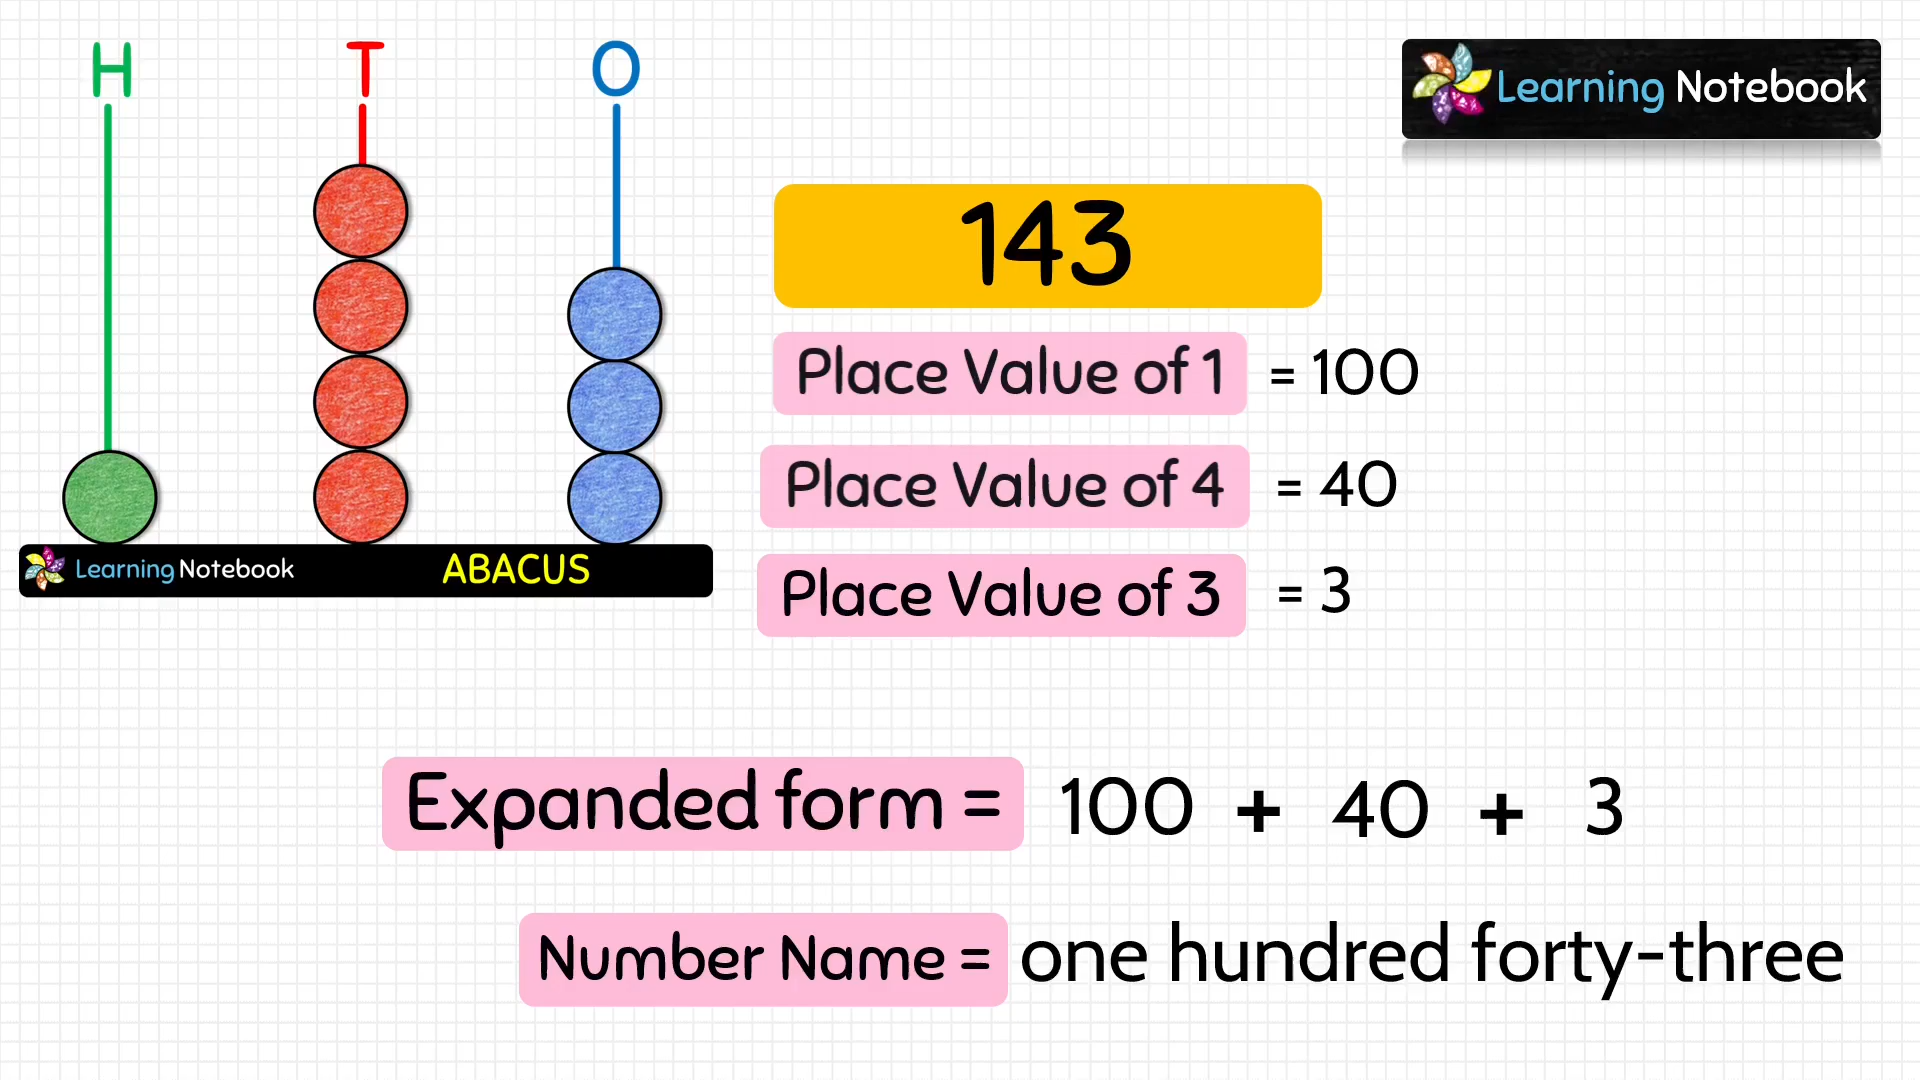 H T O
Learning Notebook
143
Place Value of 1 = 100
Place Value of 4 = 40
Place Value of 3 = 3
Learning Notebook ABACUS
Expanded form = 100 + 40 + 3
Number Name = one hundred forty-three